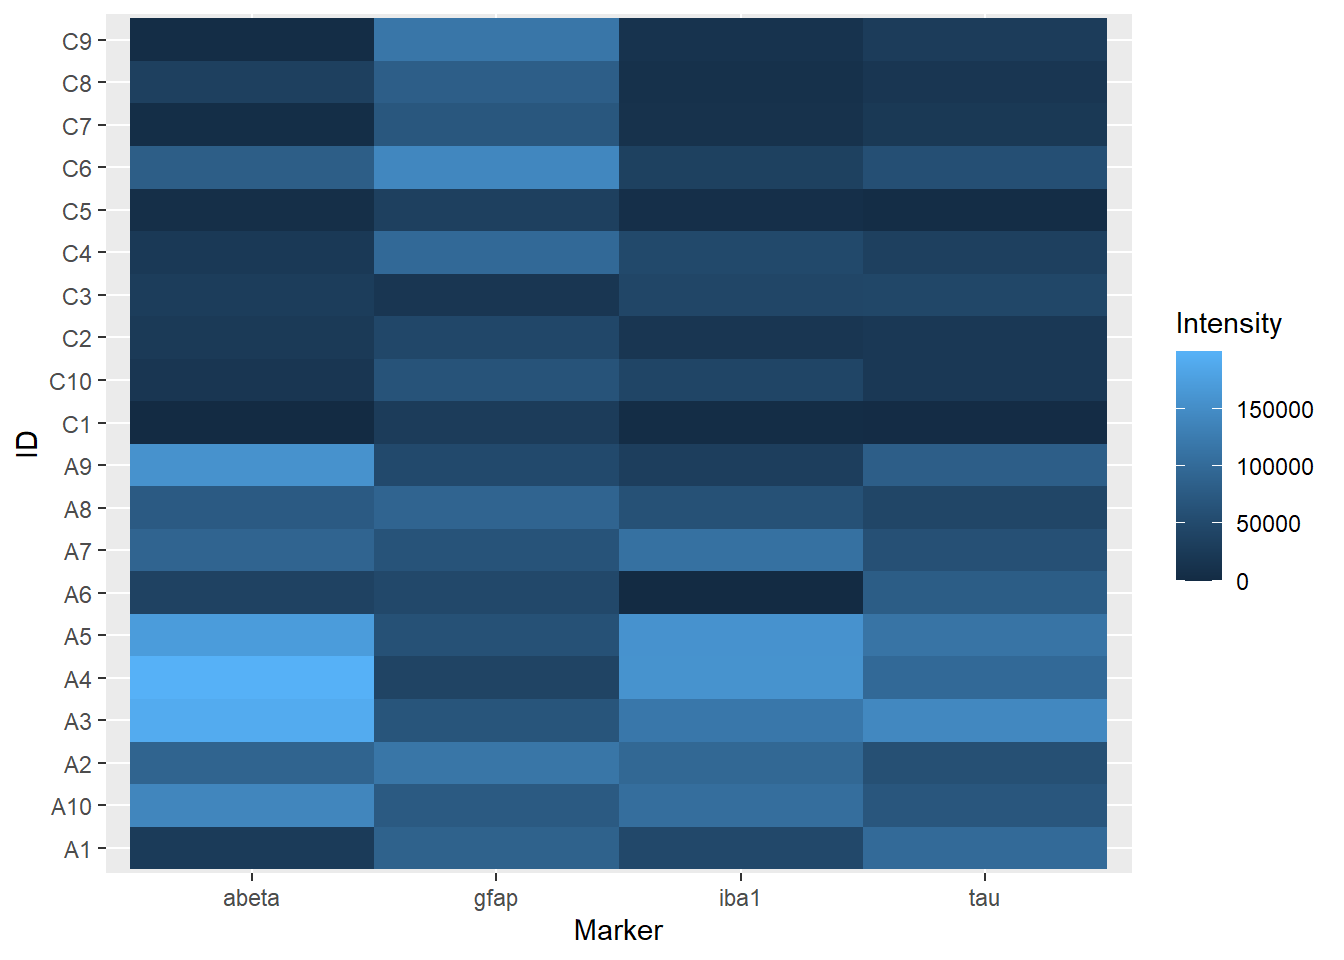 C9
C8
C7
C6
C5
C4
C3
C2
C10
C1
A9
A8
A7
A6
A5
A4
A3
A2
A10
A1
ID
abeta gfap iba1 tau
Marker
Intensity
150000
100000
50000
0